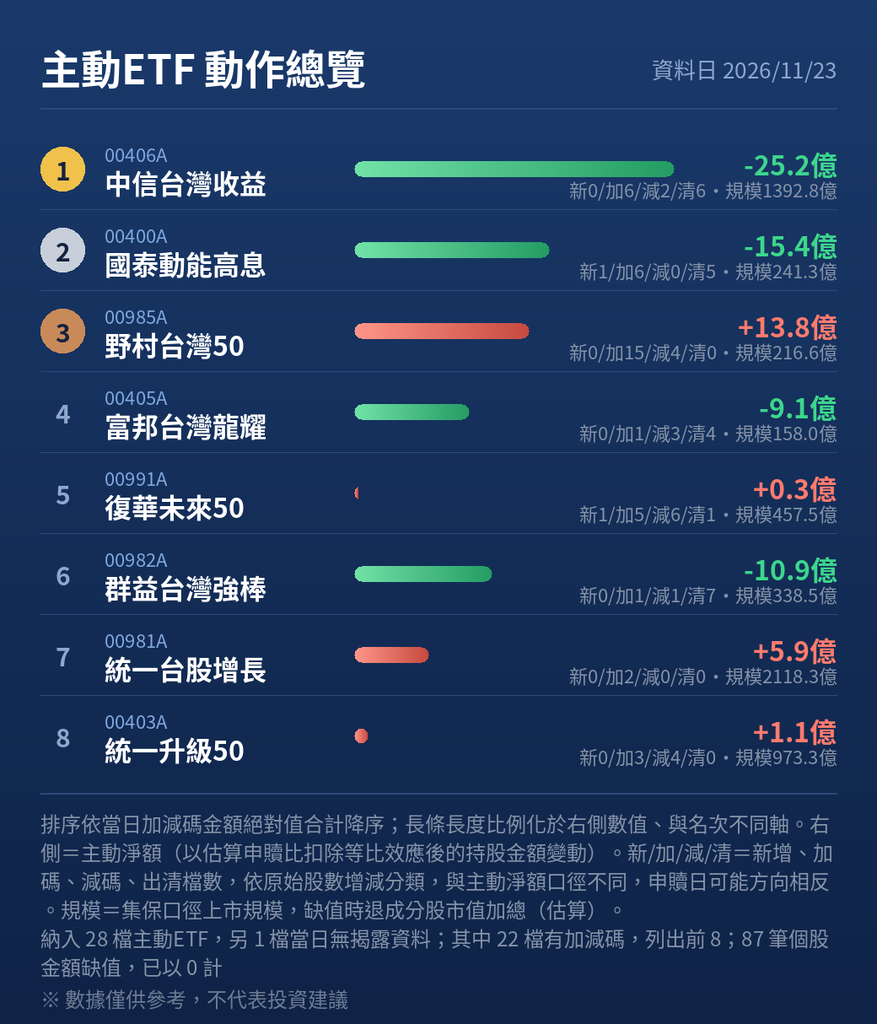 主動ETF 動作總覽
資料日 2026/11/23
1
00406A
中信台灣收益
-25.2億
新0/加6/減2/清6・規模1392.8億
2
00400A
國泰動能高息
-15.4億
新1/加6/減0/清5・規模241.3億
3
00985A
野村台灣50
+13.8億
新0/加15/減4/清0・規模216.6億
4
00405A
富邦台灣龍耀
-9.1億
新0/加1/減3/清4・規模158.0億
5
00991A
復華未來50
+0.3億
新1/加5/減6/清1・規模457.5億
6
00982A
群益台灣強棒
-10.9億
新0/加1/減1/清7・規模338.5億
7
00981A
統一台股增長
+5.9億
新0/加2/減0/清0・規模2118.3億
8
00403A
統一升級50
+1.1億
新0/加3/減4/清0・規模973.3億
排序依當日加減碼金額絕對值合計降序；長條長度比例化於右側數值、與名次不同軸。右
側＝主動淨額（以估算申贖比扣除等比效應後的持股金額變動）。新/加/減/清＝新增、加
碼、減碼、出清檔數，依原始股數增減分類，與主動淨額口徑不同，申贖日可能方向相反
。規模＝集保口徑上市規模，缺值時退成分股市值加總（估算）。
納入 28 檔主動ETF，另 1 檔當日無揭露資料；其中 22 檔有加減碼，列出前 8；87 筆個股
金額缺值，已以 0 計
※ 數據僅供參考，不代表投資建議